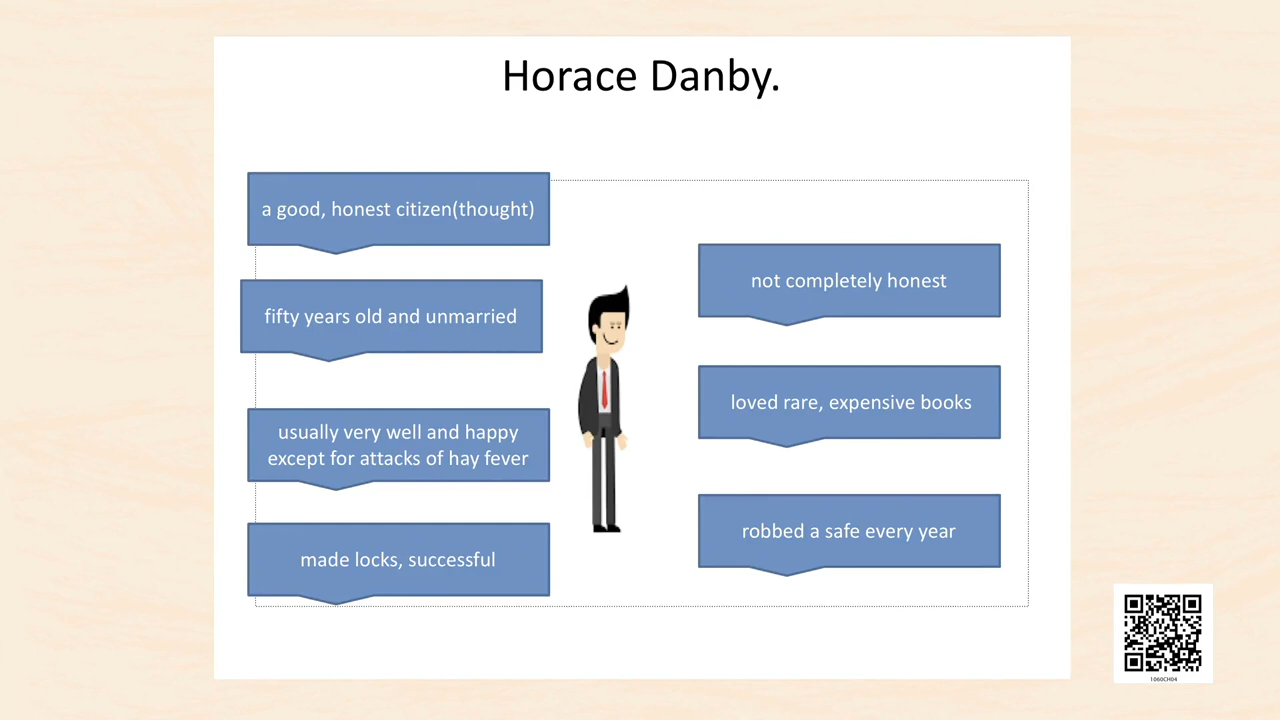 Horace Danby.
a good, honest citizen(thought)
fifty years old and unmarried
usually very well and happy
except for attacks of hay fever
made locks, successful
not completely honest
loved rare, expensive books
robbed a safe every year
1060CH04